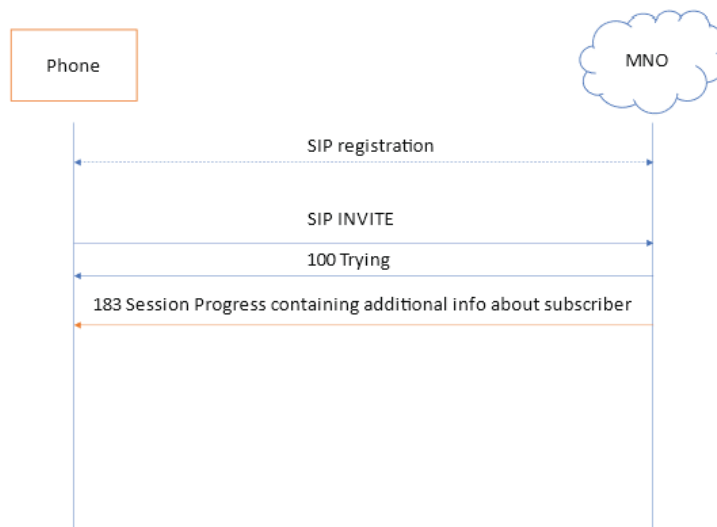 Phone
MNO
SIP registration
SIP INVITE
100 Trying
183 Session Progress containing additional info about subscriber